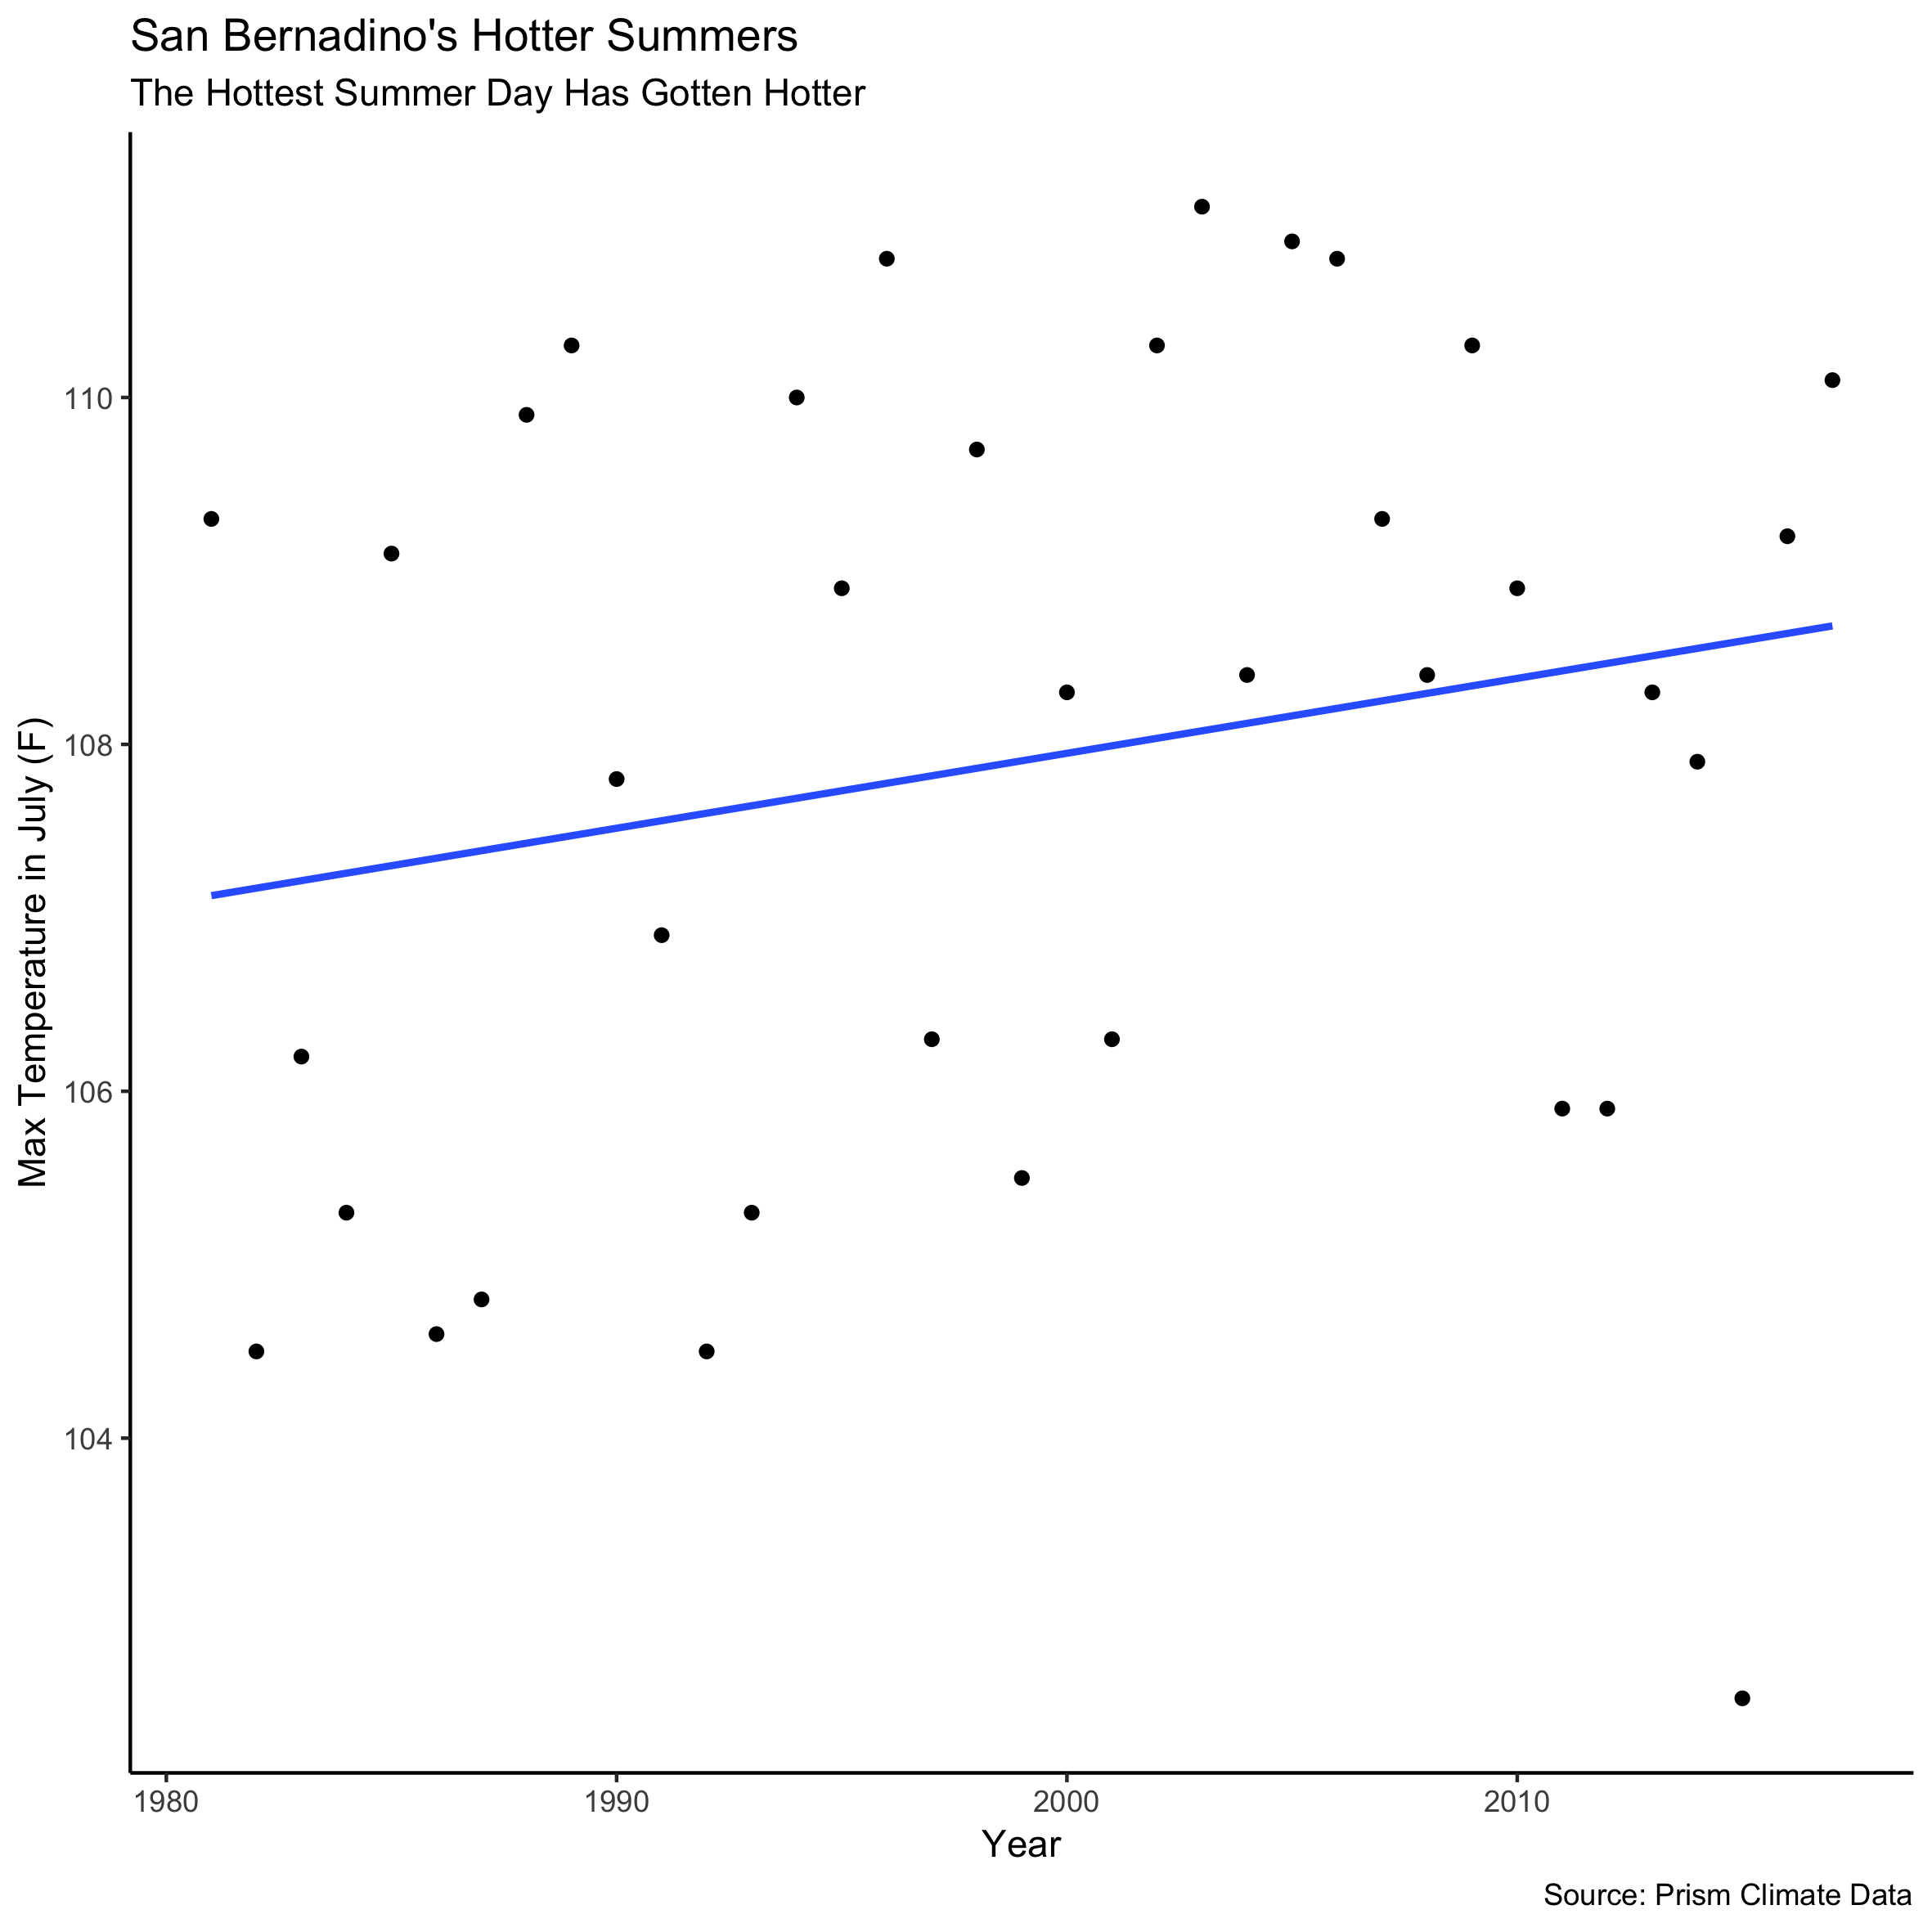 San Bernadino's Hotter Summers
The Hottest Summer Day Has Gotten Hotter
Max Temperature in July (F)
110
108
106
104
1980
1990
2000
2010
Year
Source: Prism Climate Data